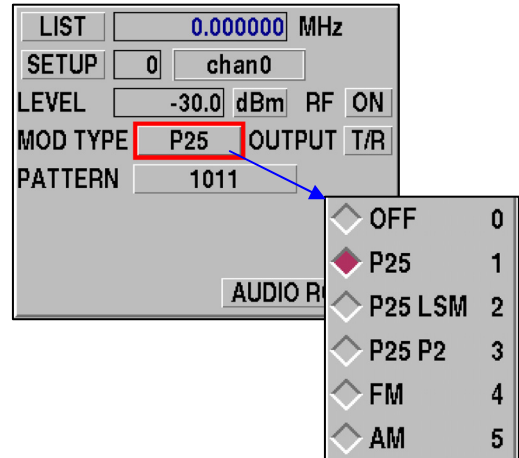 LIST 0.000000 MHz
SETUP 0 chan0
LEVEL -30.0 dBm RF ON
MOD TYPE P25 OUTPUT T/R
PATTERN 1011
AUDIO
OFF 0
P25 1
P25 LSM 2
P25 P2 3
FM 4
AM 5